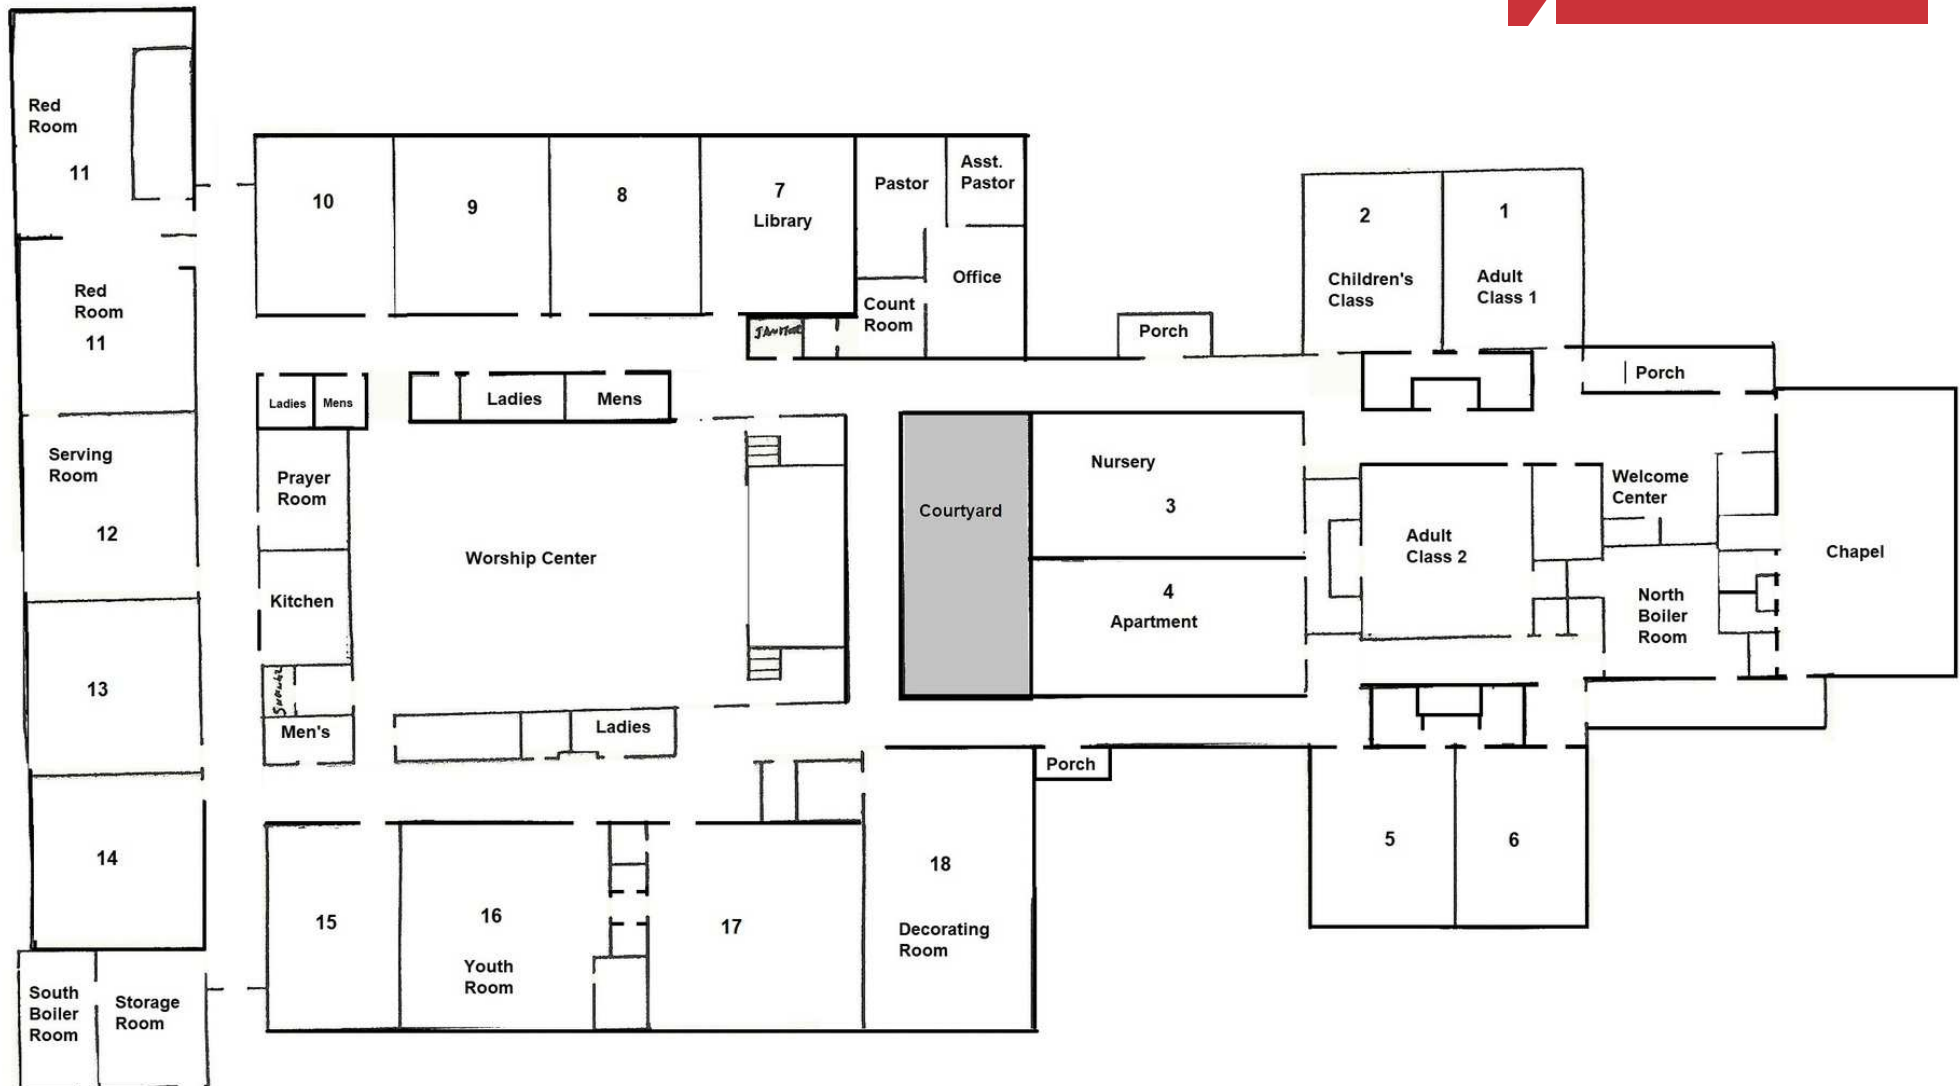 Red
Room
11
Red
Room
11
Serving
Room
12
13
14
South
Boiler
Room
Storage
Room
10
9
8
7
Library
Pastor
Asst.
Pastor
Office
Count
Room
Ladies
Mens
Ladies
Mens
Prayer
Room
Kitchen
Men's
Worship Center
Ladies
15
16
Youth
Room
17
18
Decorating
Room
Porch
Courtyard
Nursery
3
4
Apartment
Porch
2
Children's
Class
1
Adult
Class 1
Porch
Welcome
Center
Adult
Class 2
North
Boiler
Room
Chapel
5
6